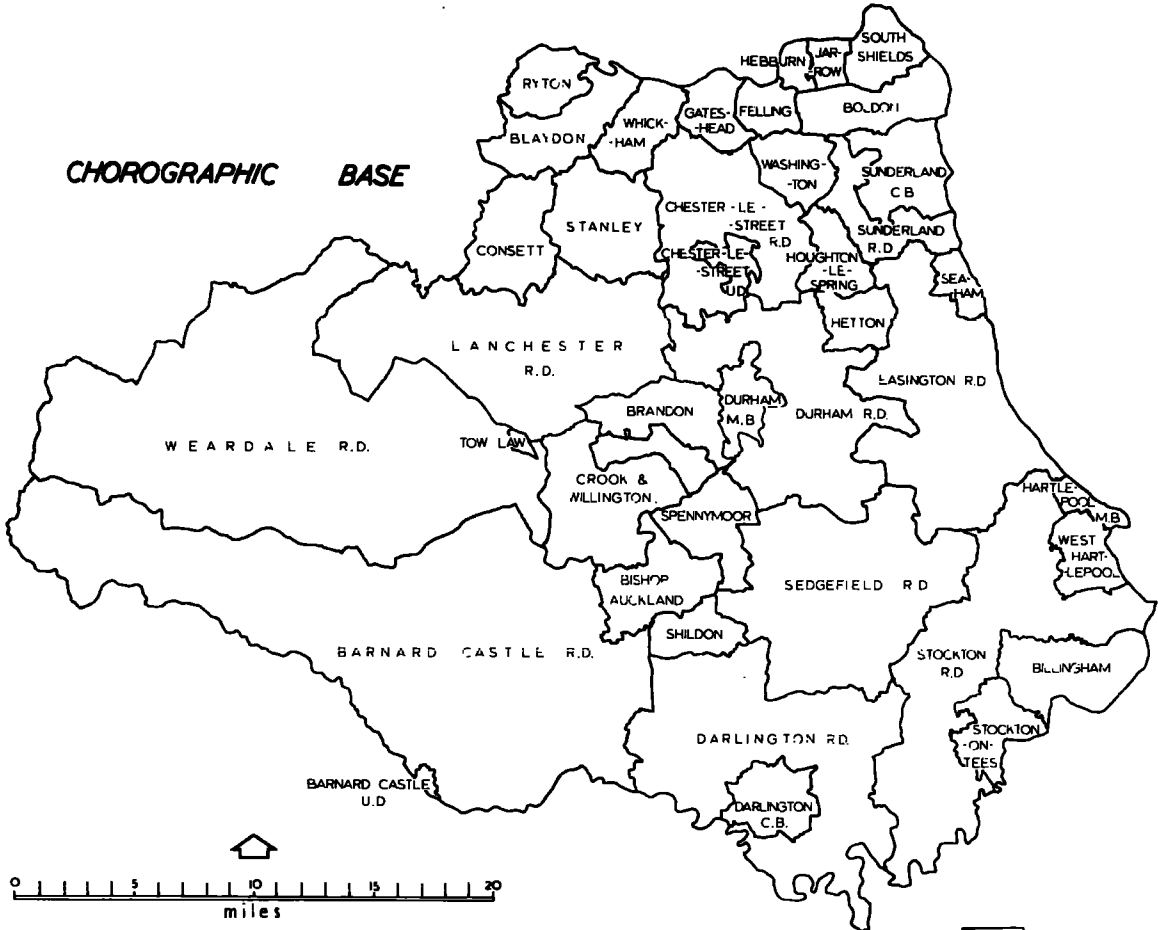 CHOROGRAPHIC BASE
SOUTH
SHIELDS
HEBURN
JAR-
ROW
RYTON
BLAYDON
WHICK-
-HAM
GATES-
-HEAD
FELLING
BOLDON
WASHING-
-TON
SUNDERLAND
C B
CHESTER - LE -
-STREET
R.D
SUNDERLAND
R.D
STANLEY
CONSETT
CHESTER-LE-
-STREET
U.D.
HOUGHTON
-LE-
SPRING
SEA-
HAM
HETTON
LANCHESTER
R.D.
EASINGTON R.D
BRANDON
DURHAM
M.B
DURHAM R.D.
WEARDALE R.D.
TOW LAW
CROOK &
WILLINGTON.
SPENNYMOOR
HARTLE-
POOL
M.B
WEST
HART-
LEPOOL
BISHOP
AUCKLAND
SEDGEFIELD R D
SHILDON
BARNARD CASTLE R.D.
STOCKTON
R.D
BILLINGHAM
STOCKTON
-ON-
TEES
DARLINGTON RD.
BARNARD CASTLE
U.D
DARLINGTON
C.B.
0 5 10 15 20
miles